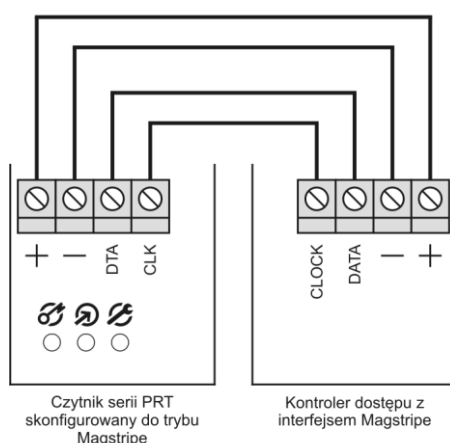 + — DTA CLK
CLOCK DATA — +
Czytnik serii PRT
skonfigurowany do trybu
Magstripe
Kontroler dostępu z
interfejsem Magstripe